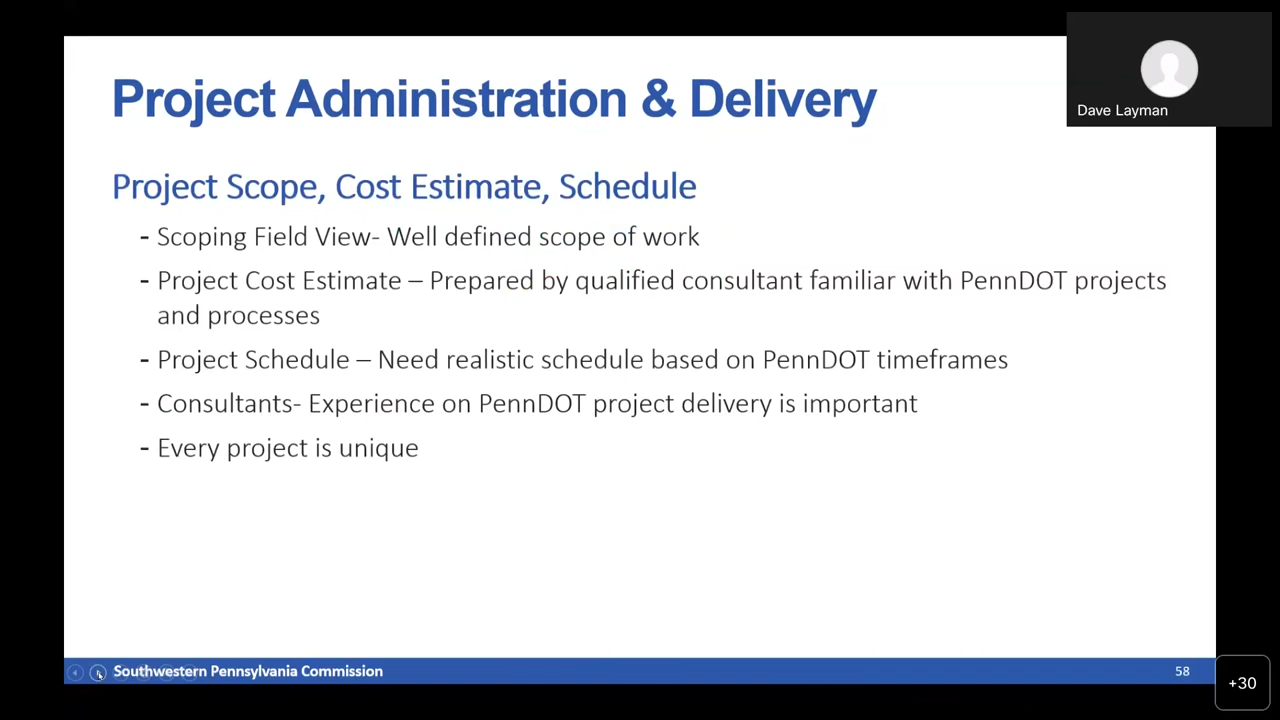 Project Administration & Delivery
Dave Layman
Project Scope, Cost Estimate, Schedule
- Scoping Field View- Well defined scope of work
- Project Cost Estimate – Prepared by qualified consultant familiar with PennDOT projects
and processes
- Project Schedule – Need realistic schedule based on PennDOT timeframes
- Consultants- Experience on PennDOT project delivery is important
- Every project is unique
Southwestern Pennsylvania Commission
58
+30